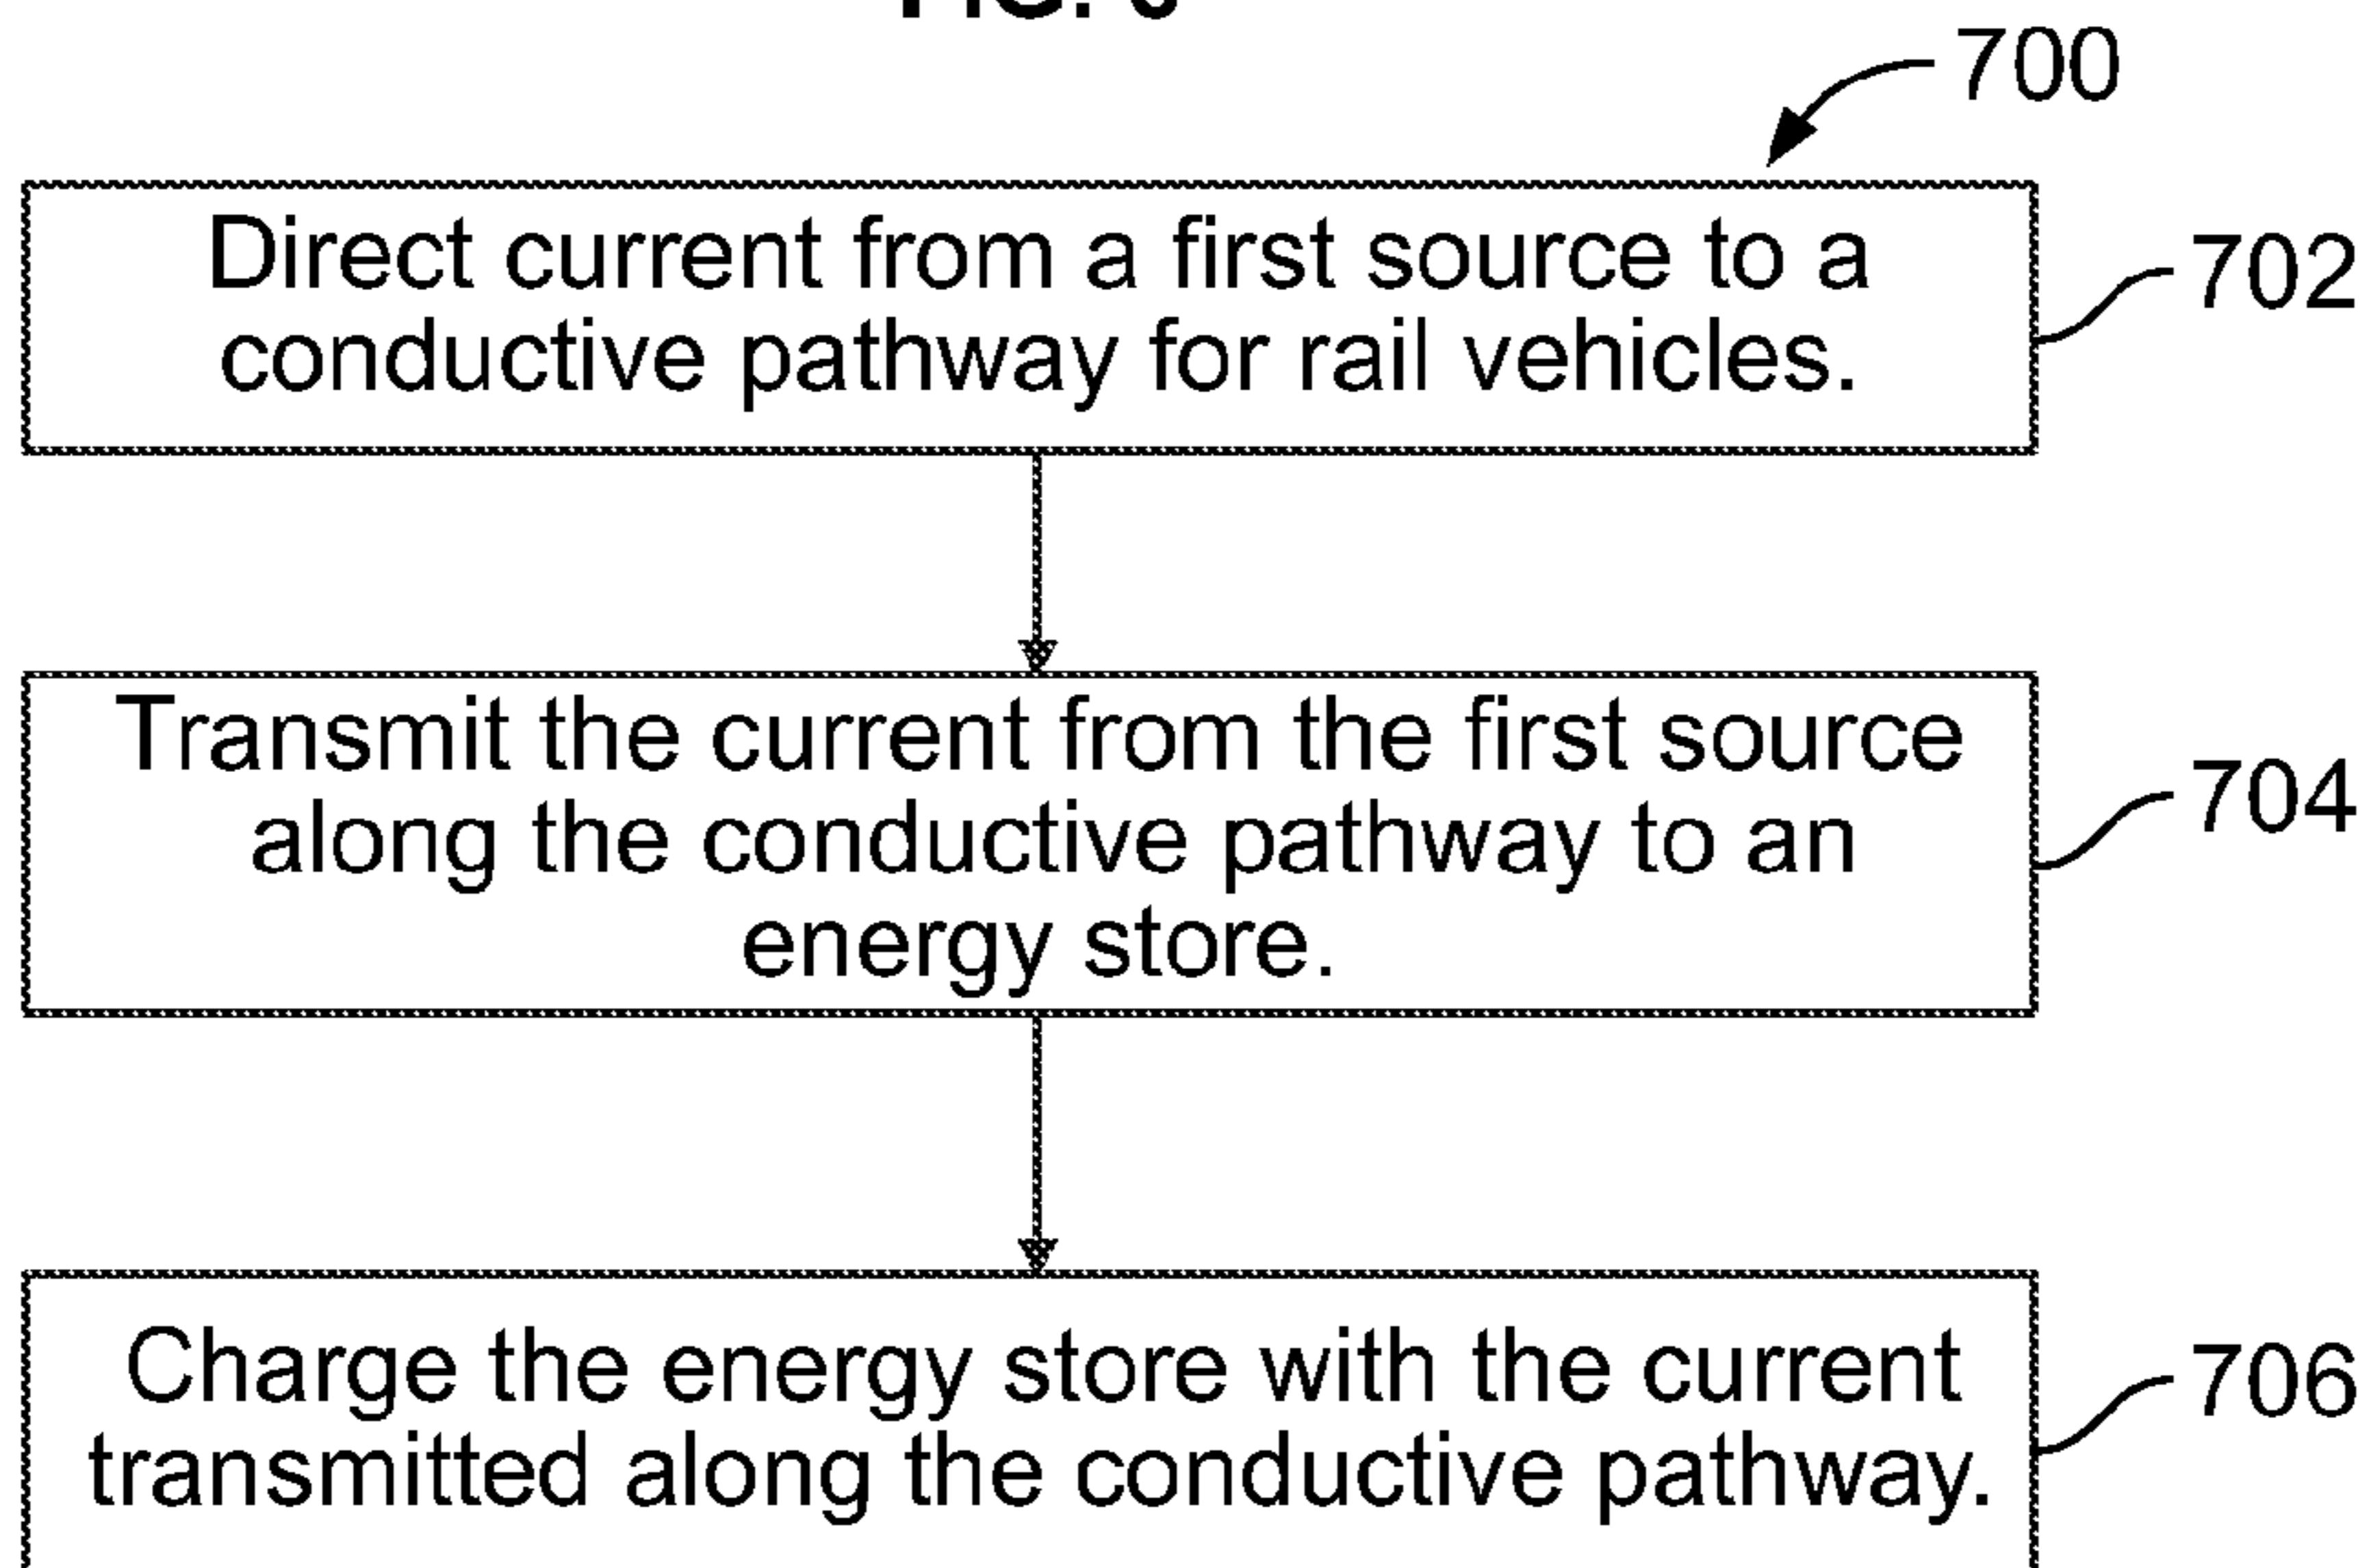 700
Direct current from a first source to a
conductive pathway for rail vehicles.
702
Transmit the current from the first source
along the conductive pathway to an
energy store.
704
Charge the energy store with the current
transmitted along the conductive pathway.
706